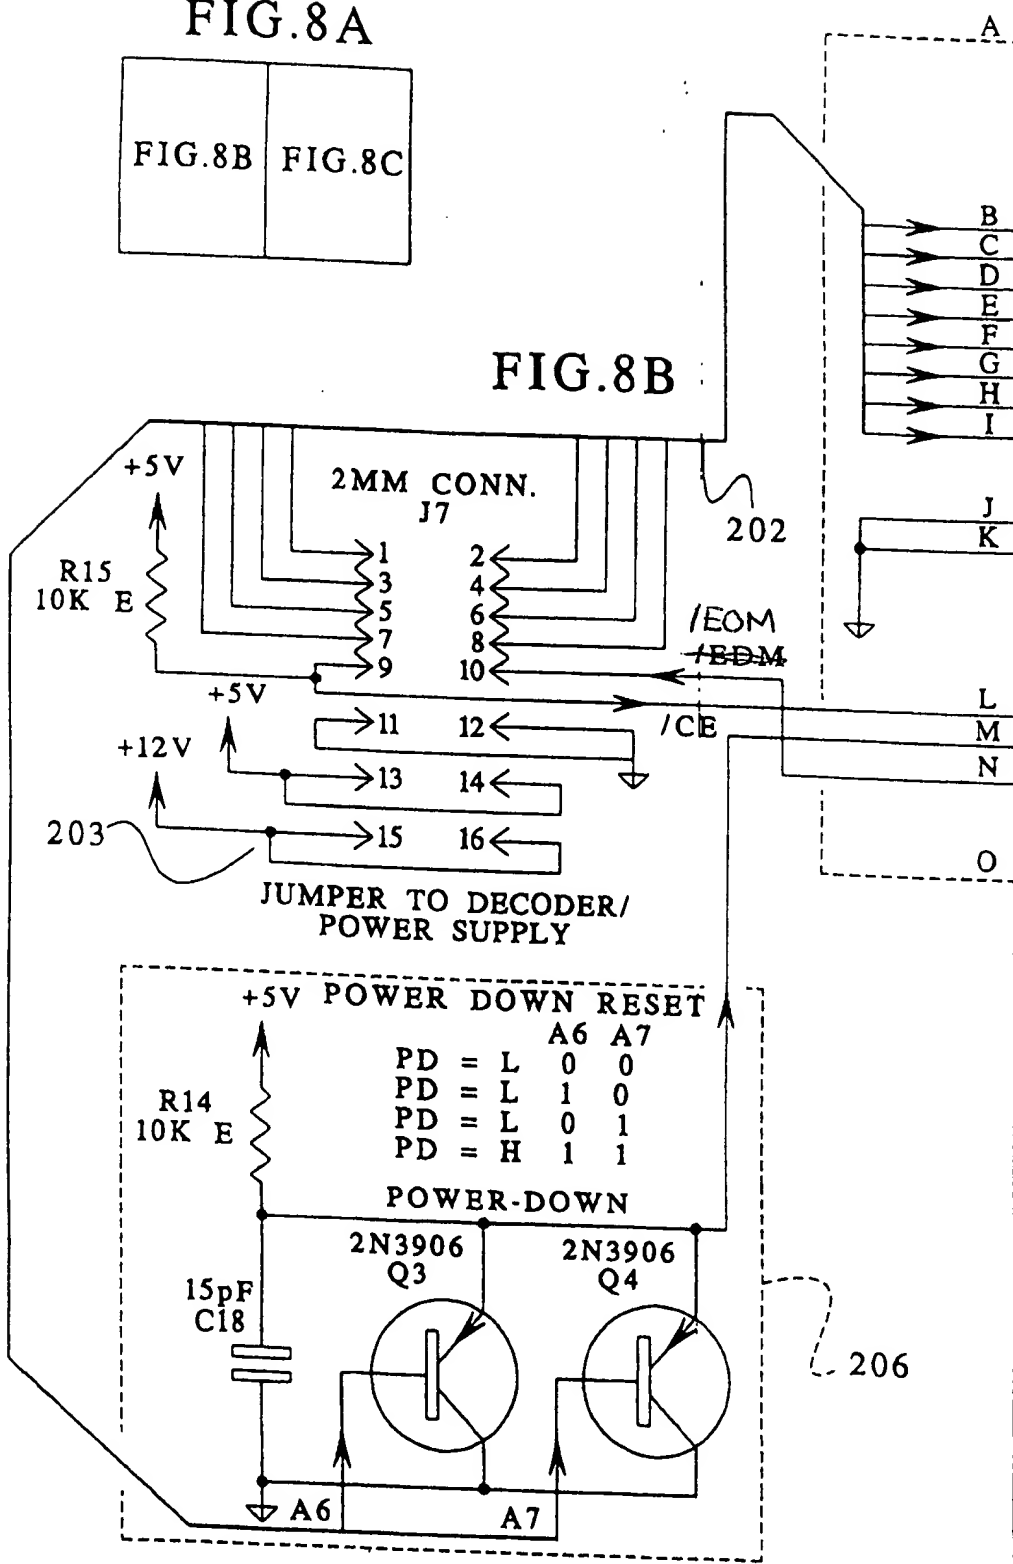 FIG.8A
FIG.8B FIG.8C
A
B
C
D
E
F
G
H
I
FIG.8B
+5V
2MM CONN.
J7
202
J
K
R15
10K E
1 2
3 4
5 6
7 8
9 10
/EOM
/EDM
+5V
/CE
L
M
N
+12V
11 12
13 14
15 16
203
O
JUMPER TO DECODER/
POWER SUPPLY
+5V POWER DOWN RESET
A6 A7
PD = L 0 0
PD = L 1 0
PD = L 0 1
PD = H 1 1
R14
10K E
POWER-DOWN
2N3906
Q3
2N3906
Q4
15pF
C18
206
A6
A7